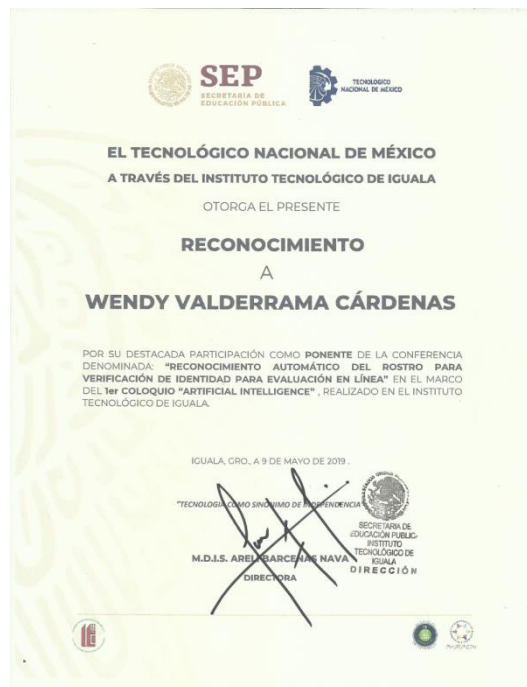 SEP
SECRETARÍA DE
EDUCACIÓN PÚBLICA
TECNOLÓGICO
NACIONAL DE MÉXICO
EL TECNOLÓGICO NACIONAL DE MÉXICO
A TRAVÉS DEL INSTITUTO TECNOLÓGICO DE IGUALA
OTORGA EL PRESENTE
RECONOCIMIENTO
A
WENDY VALDERRAMA CÁRDENAS
POR SU DESTACADA PARTICIPACIÓN COMO PONENTE DE LA CONFERENCIA
DENOMINADA: “RECONOCIMIENTO AUTOMÁTICO DEL ROSTRO PARA
VERIFICACIÓN DE IDENTIDAD PARA EVALUACIÓN EN LÍNEA” EN EL MARCO
DEL 1er COLOQUIO “ARTIFICIAL INTELLIGENCE” , REALIZADO EN EL INSTITUTO
TECNOLÓGICO DE IGUALA.
IGUALA, GRO., A 9 DE MAYO DE 2019 .
"TECNOLOGÍA COMO SINÓNIMO DE INDEPENDENCIA
SECRETARIA DE
EDUCACIÓN PUBLIC
INSTITUTO
TECNOLÓGICO DE
IGUALA
DIRECCIÓN
M.D.I.S. ARELI BARCENAS NAVA
DIRECTORA